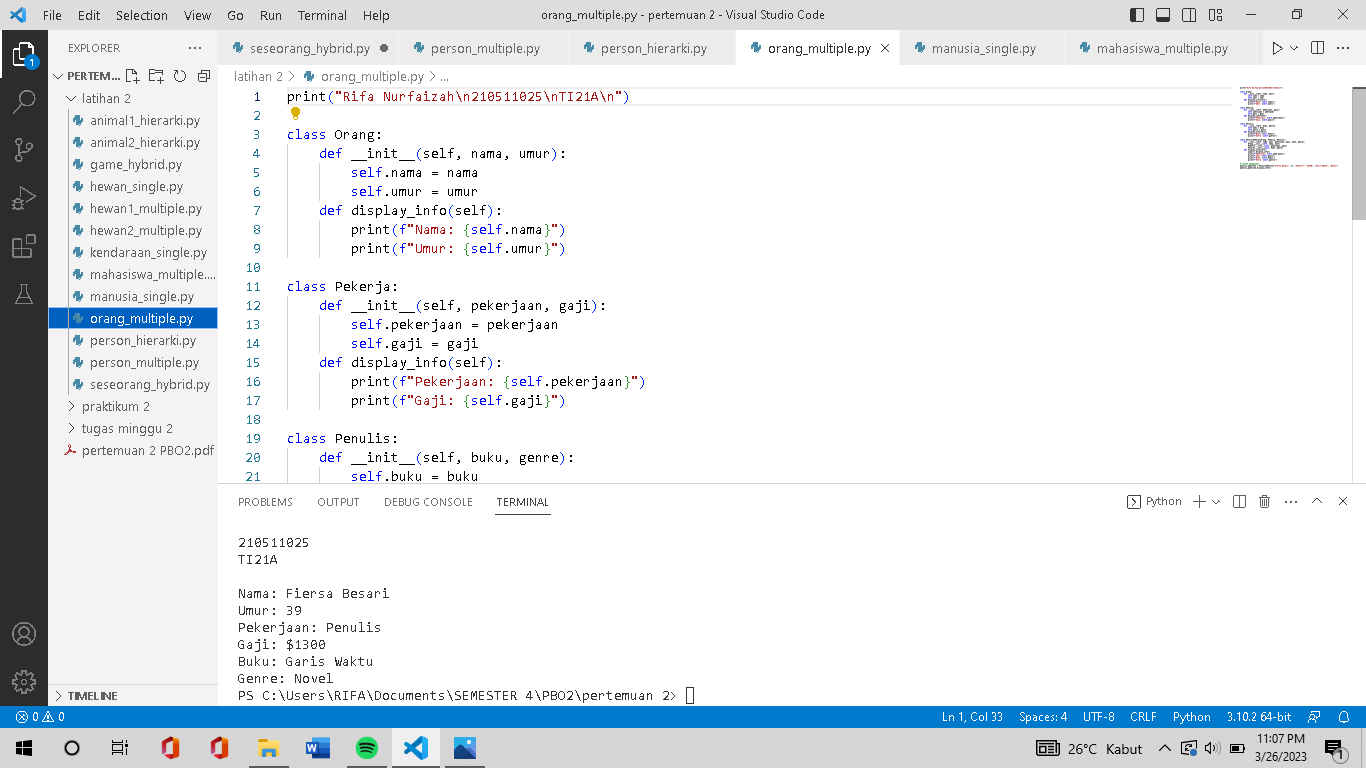 File Edit Selection View Go Run Terminal Help
orang_multiple.py - pertemuan 2 - Visual Studio Code
1
EXPLORER
PERTEM...
latihan 2
animal1_hierarki.py
animal2_hierarki.py
game_hybrid.py
hewan_single.py
hewan1_multiple.py
hewan2_multiple.py
kendaraan_single.py
mahasiswa_multiple....
manusia_single.py
orang_multiple.py
person_hierarki.py
person_multiple.py
seseorang_hybrid.py
praktikum 2
tugas minggu 2
pertemuan 2 PBO2.pdf
TIMELINE
seseorang_hybrid.py person_multiple.py person_hierarki.py orang_multiple.py manusia_single.py mahasiswa_multiple.py
latihan 2 > orang_multiple.py > ...
1 print("Rifa Nurfaizah\n210511025\nTI21A\n")
2
3 class Orang:
4     def __init__(self, nama, umur):
5         self.nama = nama
6         self.umur = umur
7     def display_info(self):
8         print(f"Nama: {self.nama}")
9         print(f"Umur: {self.umur}")
10
11 class Pekerja:
12     def __init__(self, pekerjaan, gaji):
13         self.pekerjaan = pekerjaan
14         self.gaji = gaji
15     def display_info(self):
16         print(f"Pekerjaan: {self.pekerjaan}")
17         print(f"Gaji: {self.gaji}")
18
19 class Penulis:
20     def __init__(self, buku, genre):
21         self.buku = buku
PROBLEMS OUTPUT DEBUG CONSOLE TERMINAL
Python
210511025
TI21A
Nama: Fiersa Besari
Umur: 39
Pekerjaan: Penulis
Gaji: $1300
Buku: Garis Waktu
Genre: Novel
PS C:\Users\RIFA\Documents\SEMESTER 4\PBO2\pertemuan 2>
0 0
Ln 1, Col 33 Spaces: 4 UTF-8 CRLF Python 3.10.2 64-bit
26°C Kabut
11:07 PM
3/26/2023
1